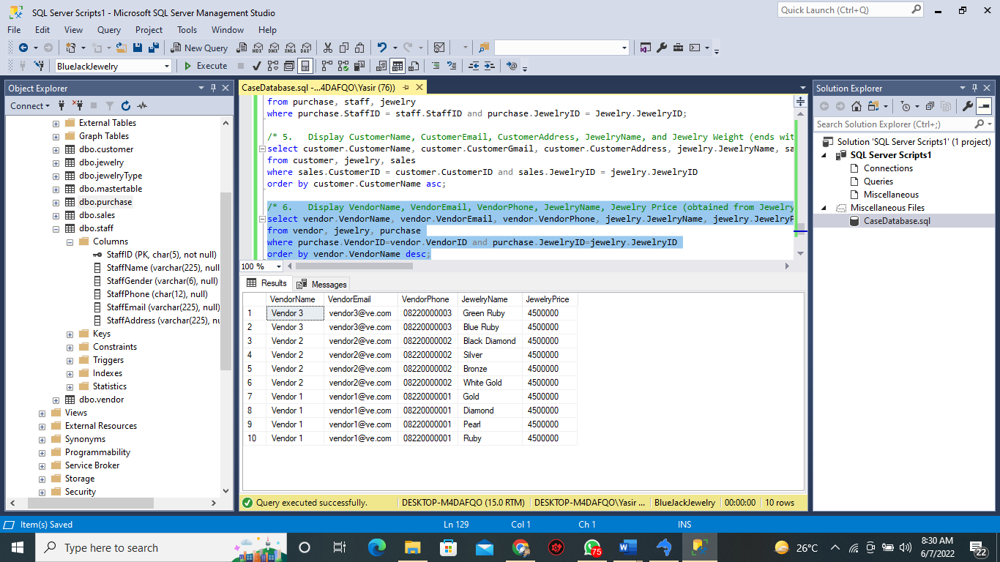 SQL Server Scripts1 - Microsoft SQL Server Management Studio
Quick Launch (Ctrl+Q)
File Edit View Query Project Tools Window Help
New Query MDX DMX XMLA DAX
BlueJackJewelry Execute
Object Explorer
Connect
External Tables
Graph Tables
dbo.customer
dbo.jewelry
dbo.jewelryType
dbo.mastertable
dbo.purchase
dbo.sales
dbo.staff
Columns
StaffID (PK, char(5), not null)
StaffName (varchar(225), null
StaffGender (varchar(6), null)
StaffPhone (char(12), null)
StaffEmail (varchar(225), null)
StaffAddress (varchar(225), nu
Keys
Constraints
Triggers
Indexes
Statistics
dbo.vendor
Views
External Resources
Synonyms
Programmability
Service Broker
Storage
Security
CaseDatabase.sql -...4DAFQO\Yasir (76))
from purchase, staff, jewelry
where purchase.StaffID = staff.StaffID and purchase.JewelryID = Jewelry.JewelryID;
/* 5. Display CustomerName, CustomerEmail, CustomerAddress, JewelryName, and Jewelry Weight (ends wit
select customer.CustomerName, customer.CustomerGmail, customer.CustomerAddress, jewelry.JewelryName, sa
from customer, jewelry, sales
where sales.CustomerID = customer.CustomerID and sales.JewelryID = jewelry.JewelryID
order by customer.CustomerName asc;
/* 6. Display VendorName, VendorEmail, VendorPhone, JewelryName, Jewelry Price (obtained from Jewelry
select vendor.VendorName, vendor.VendorEmail, vendor.VendorPhone, jewelry.JewelryName, jewelry.JewelryP
from vendor, jewelry, purchase
where purchase.VendorID=vendor.VendorID and purchase.JewelryID=jewelry.JewelryID
order by vendor.VendorName desc;
100 %
Results Messages
VendorName VendorEmail VendorPhone JewelryName JewelryPrice
1 Vendor 3 vendor3@ve.com 08220000003 Green Ruby 4500000
2 Vendor 3 vendor3@ve.com 08220000003 Blue Ruby 4500000
3 Vendor 2 vendor2@ve.com 08220000002 Black Diamond 4500000
4 Vendor 2 vendor2@ve.com 08220000002 Silver 4500000
5 Vendor 2 vendor2@ve.com 08220000002 Bronze 4500000
6 Vendor 2 vendor2@ve.com 08220000002 White Gold 4500000
7 Vendor 1 vendor1@ve.com 08220000001 Gold 4500000
8 Vendor 1 vendor1@ve.com 08220000001 Diamond 4500000
9 Vendor 1 vendor1@ve.com 08220000001 Pearl 4500000
10 Vendor 1 vendor1@ve.com 08220000001 Ruby 4500000
Query executed successfully. DESKTOP-M4DAFQO (15.0 RTM) DESKTOP-M4DAFQO\Yasir ... BlueJackJewelry 00:00:00 10 rows
Solution Explorer
Search Solution Explorer (Ctrl+;)
Solution 'SQL Server Scripts1' (1 project)
SQL Server Scripts1
Connections
Queries
Miscellaneous
Miscellaneous Files
CaseDatabase.sql
Item(s) Saved Ln 129 Col 1 Ch 1 INS
Type here to search
75
26°C
8:30 AM
6/7/2022
22